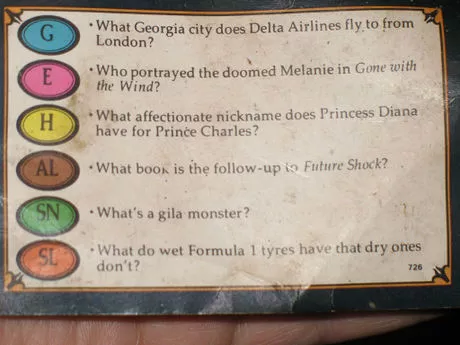 G •What Georgia city does Delta Airlines fly to from
London?
E •Who portrayed the doomed Melanie in Gone with
the Wind?
H •What affectionate nickname does Princess Diana
have for Prince Charles?
AL •What book is the follow-up to Future Shock?
SN •What's a gila monster?
SL •What do wet Formula 1 tyres have that dry ones
don't?
726